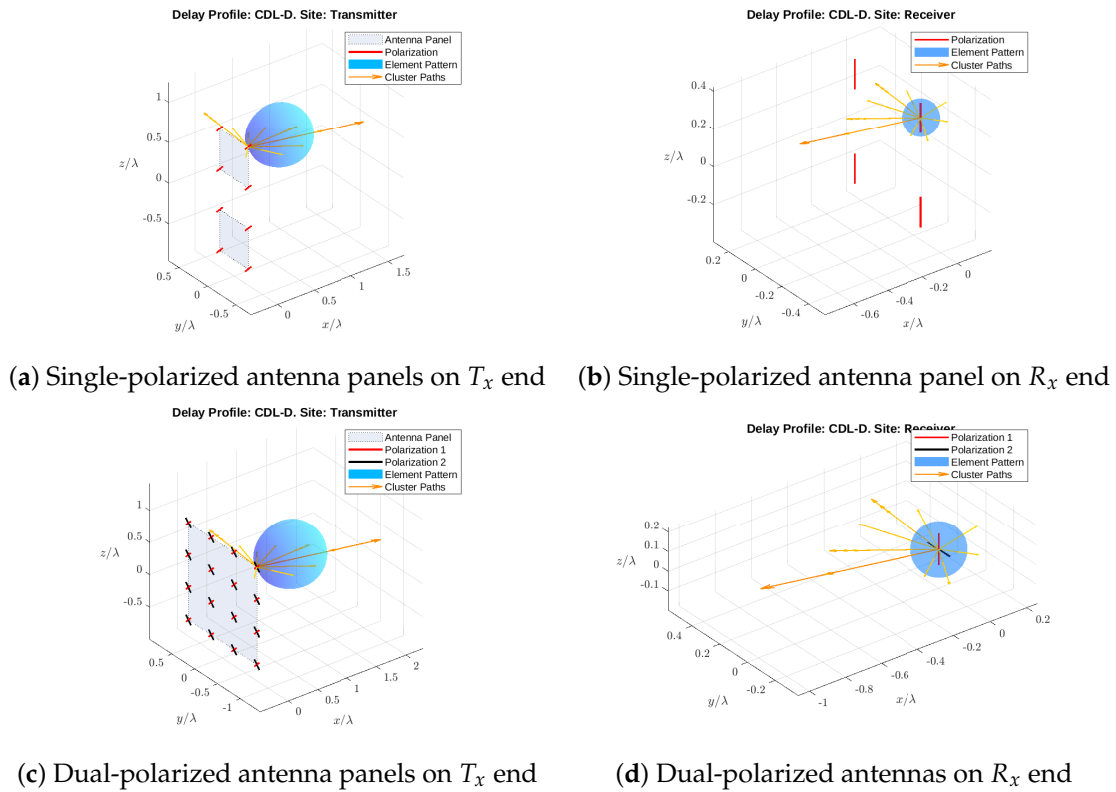 Delay Profile: CDL-D. Site: Transmitter
Antenna Panel
Polarization
Element Pattern
Cluster Paths
1
0.5
0
-0.5
z/λ
0.5
0
-0.5
y/λ
0
0.5
1
1.5
x/λ
Delay Profile: CDL-D. Site: Receiver
Polarization
Element Pattern
Cluster Paths
0.4
0.2
0
-0.2
z/λ
0.2
0
-0.2
-0.4
y/λ
-0.6
-0.4
-0.2
0
x/λ
(a) Single-polarized antenna panels on Tx end
(b) Single-polarized antenna panel on Rx end
Delay Profile: CDL-D. Site: Transmitter
Antenna Panel
Polarization 1
Polarization 2
Element Pattern
Cluster Paths
1
0.5
0
-0.5
z/λ
0.5
0
-0.5
-1
y/λ
0
0.5
1
1.5
2
x/λ
Delay Profile: CDL-D. Site: Receiver
Polarization 1
Polarization 2
Element Pattern
Cluster Paths
0.2
0.1
0
-0.1
z/λ
0.4
0.2
0
-0.2
y/λ
-1
-0.8
-0.6
-0.4
-0.2
0
0.2
x/λ
(c) Dual-polarized antenna panels on Tx end
(d) Dual-polarized antennas on Rx end